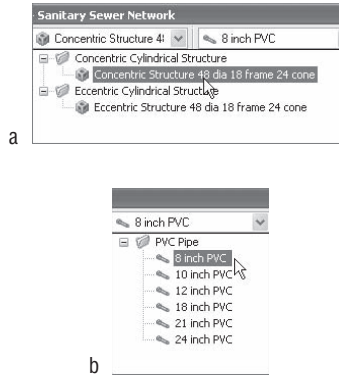 Sanitary Sewer Network
Concentric Structure 4 8 inch PVC
Concentric Cylindrical Structure
Concentric Structure 48 dia 18 frame 24 cone
Eccentric Cylindrical Structure
Eccentric Structure 48 dia 18 frame 24 cone
a
8 inch PVC
PVC Pipe
8 inch PVC
10 inch PVC
12 inch PVC
18 inch PVC
21 inch PVC
24 inch PVC
b